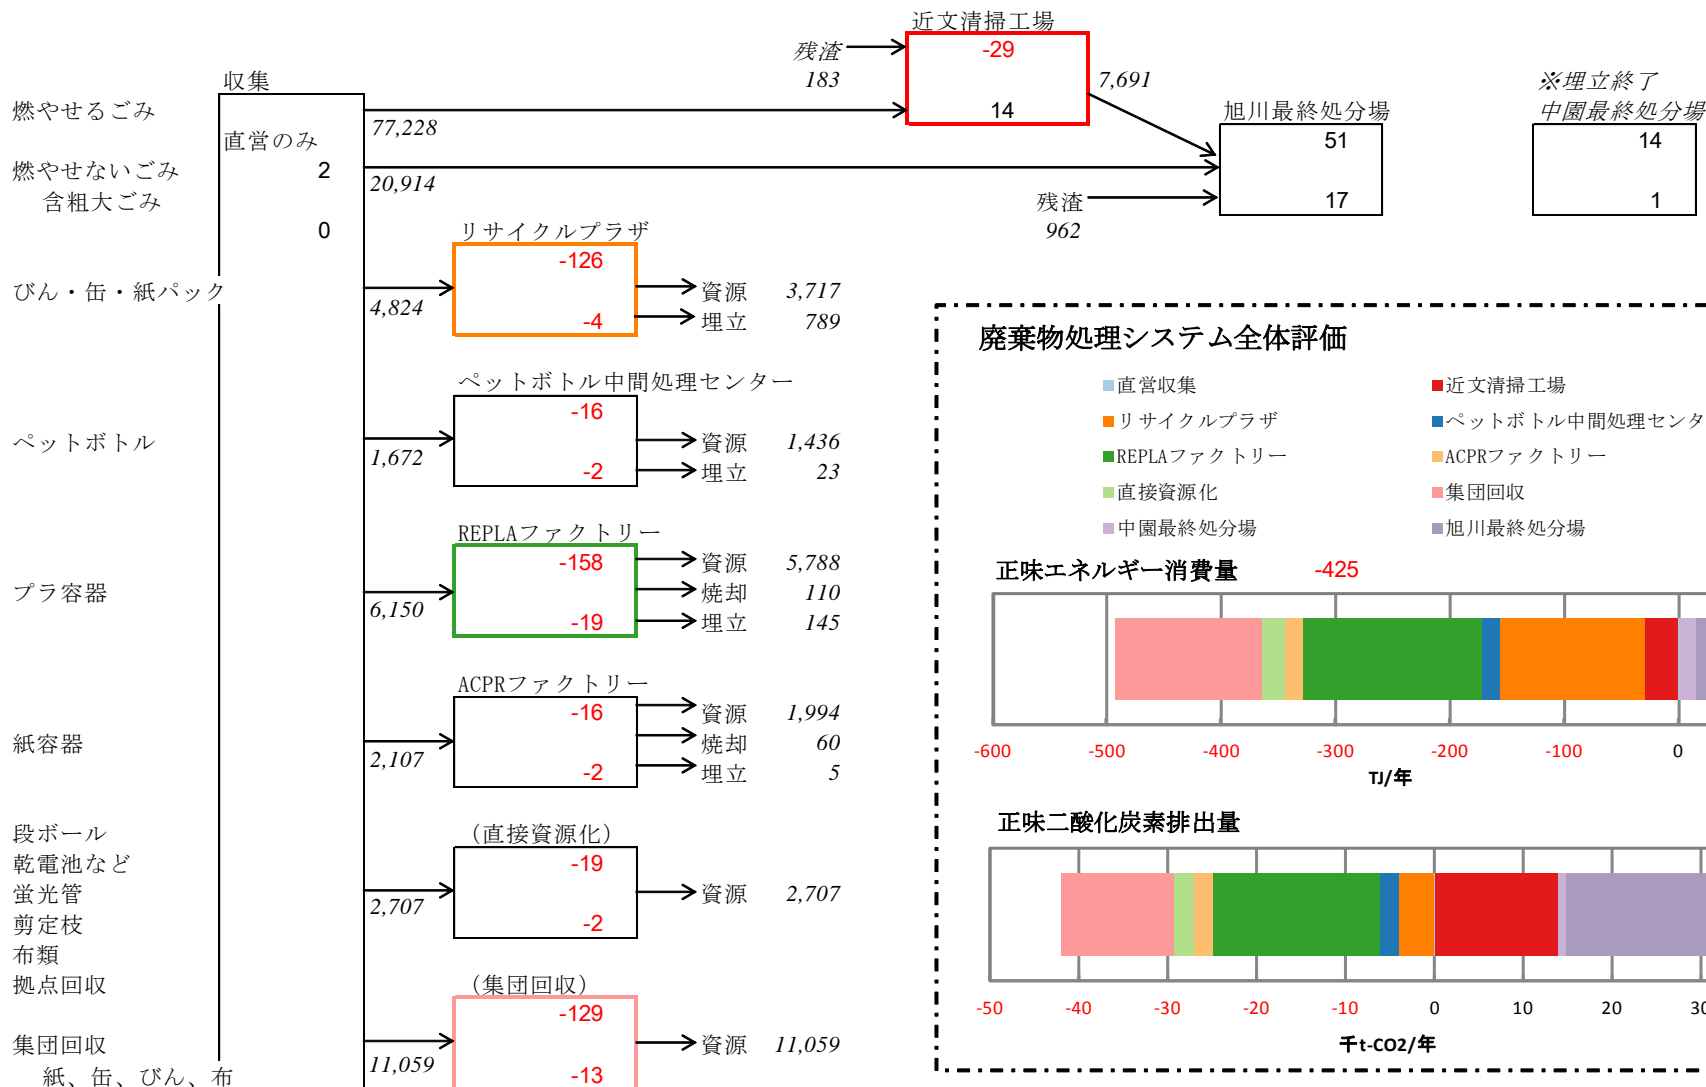 近文清掃工場
残渣
183
-29
14
7,691
※埋立終了
中園最終処分場
14
1
旭川最終処分場
51
17
収集
直営のみ
2
0
燃やせるごみ
77,228
燃やせないごみ
含粗大ごみ
20,914
残渣
962
リサイクルプラザ
-126
-4
びん・缶・紙パック
4,824
資源 3,717
埋立 789
ペットボトル中間処理センター
-16
-2
ペットボトル
1,672
資源 1,436
埋立 23
REPLAファクトリー
-158
-19
プラ容器
6,150
資源 5,788
焼却 110
埋立 145
ACPRファクトリー
-16
-2
紙容器
2,107
資源 1,994
焼却 60
埋立 5
(直接資源化)
-19
-2
段ボール
乾電池など
蛍光管
剪定枝
布類
拠点回収
2,707
資源 2,707
(集団回収)
-129
-13
集団回収
紙、缶、びん、布
11,059
資源 11,059
廃棄物処理システム全体評価
直営収集 近文清掃工場
リサイクルプラザ ペットボトル中間処理センタ
REPLAファクトリー ACPRファクトリー
直接資源化 集団回収
中園最終処分場 旭川最終処分場
正味エネルギー消費量 -425
-600 -500 -400 -300 -200 -100 0
TJ/年
正味二酸化炭素排出量
-50 -40 -30 -20 -10 0 10 20 30
千t-CO2/年